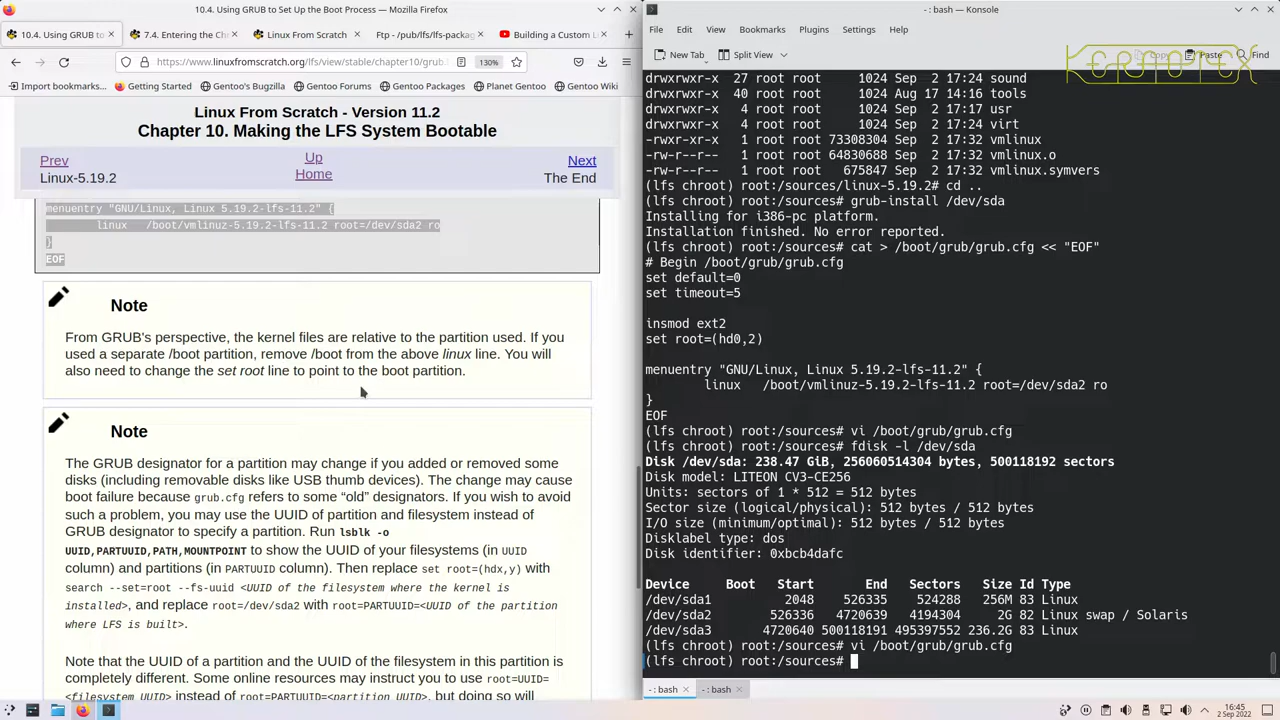 10.4. Using GRUB to Set Up the Boot Process — Mozilla Firefox
10.4. Using GRUB to
7.4. Entering the Ch
Linux From Scratch
Ftp - /pub/lfs/lfs-packag
Building a Custom L
https://www.linuxfromscratch.org/lfs/view/stable/chapter10/grub.
Import bookmarks...
Getting Started
Gentoo's Bugzilla
Gentoo Forums
Gentoo Packages
Planet Gentoo
Gentoo Wiki
Linux From Scratch - Version 11.2
Chapter 10. Making the LFS System Bootable
Prev
Up
Next
Linux-5.19.2
Home
The End
menuentry "GNU/Linux, Linux 5.19.2-lfs-11.2" {
linux /boot/vmlinuz-5.19.2-lfs-11.2 root=/dev/sda2 ro
}
EOF
Note
From GRUB's perspective, the kernel files are relative to the partition used. If you
used a separate /boot partition, remove /boot from the above linux line. You will
also need to change the set root line to point to the boot partition.
Note
The GRUB designator for a partition may change if you added or removed some
disks (including removable disks like USB thumb devices). The change may cause
boot failure because grub.cfg refers to some “old” designators. If you wish to avoid
such a problem, you may use the UUID of partition and filesystem instead of
GRUB designator to specify a partition. Run lsblk -o
UUID,PARTUUID,PATH,MOUNTPOINT to show the UUID of your filesystems (in UUID
column) and partitions (in PARTUUID column). Then replace set root=(hdx,y) with
search --set=root --fs-uuid <UUID of the filesystem where the kernel is
installed>, and replace root=/dev/sda2 with root=PARTUUID=<UUID of the partition
where LFS is built>.
Note that the UUID of a partition and the UUID of the filesystem in this partition is
completely different. Some online resources may instruct you to use root=UUID=
<filesystem UUID> instead of root=PARTUUID=<partition UUID>, but doing so will
- : bash — Konsole
File Edit View Bookmarks Plugins Settings Help
New Tab
Split View
Copy
Paste
Find
KERNOTEX
drwxrwxr-x 27 root root 1024 Sep 2 17:24 sound
drwxrwxr-x 40 root root 1024 Aug 17 14:16 tools
drwxrwxr-x 4 root root 1024 Sep 2 17:17 usr
drwxrwxr-x 4 root root 1024 Sep 2 17:24 virt
-rwxr-xr-x 1 root root 73308304 Sep 2 17:32 vmlinux
-rw-r--r-- 1 root root 64830688 Sep 2 17:32 vmlinux.o
-rw-r--r-- 1 root root 675847 Sep 2 17:32 vmlinux.symvers
(lfs chroot) root:/sources/linux-5.19.2# cd ..
(lfs chroot) root:/sources# grub-install /dev/sda
Installing for i386-pc platform.
Installation finished. No error reported.
(lfs chroot) root:/sources# cat > /boot/grub/grub.cfg << "EOF"
# Begin /boot/grub/grub.cfg
set default=0
set timeout=5
insmod ext2
set root=(hd0,2)
menuentry "GNU/Linux, Linux 5.19.2-lfs-11.2" {
linux /boot/vmlinuz-5.19.2-lfs-11.2 root=/dev/sda2 ro
}
EOF
(lfs chroot) root:/sources# vi /boot/grub/grub.cfg
(lfs chroot) root:/sources# fdisk -l /dev/sda
Disk /dev/sda: 238.47 GiB, 256060514304 bytes, 500118192 sectors
Disk model: LITEON CV3-CE256
Units: sectors of 1 * 512 = 512 bytes
Sector size (logical/physical): 512 bytes / 512 bytes
I/O size (minimum/optimal): 512 bytes / 512 bytes
Disklabel type: dos
Disk identifier: 0xbcb4dafc
Device Boot Start End Sectors Size Id Type
/dev/sda1 2048 526335 524288 256M 83 Linux
/dev/sda2 526336 4720639 4194304 2G 82 Linux swap / Solaris
/dev/sda3 4720640 500118191 495397552 236.2G 83 Linux
(lfs chroot) root:/sources# vi /boot/grub/grub.cfg
(lfs chroot) root:/sources#
- : bash
- : bash
16:45
2 Sep 2022